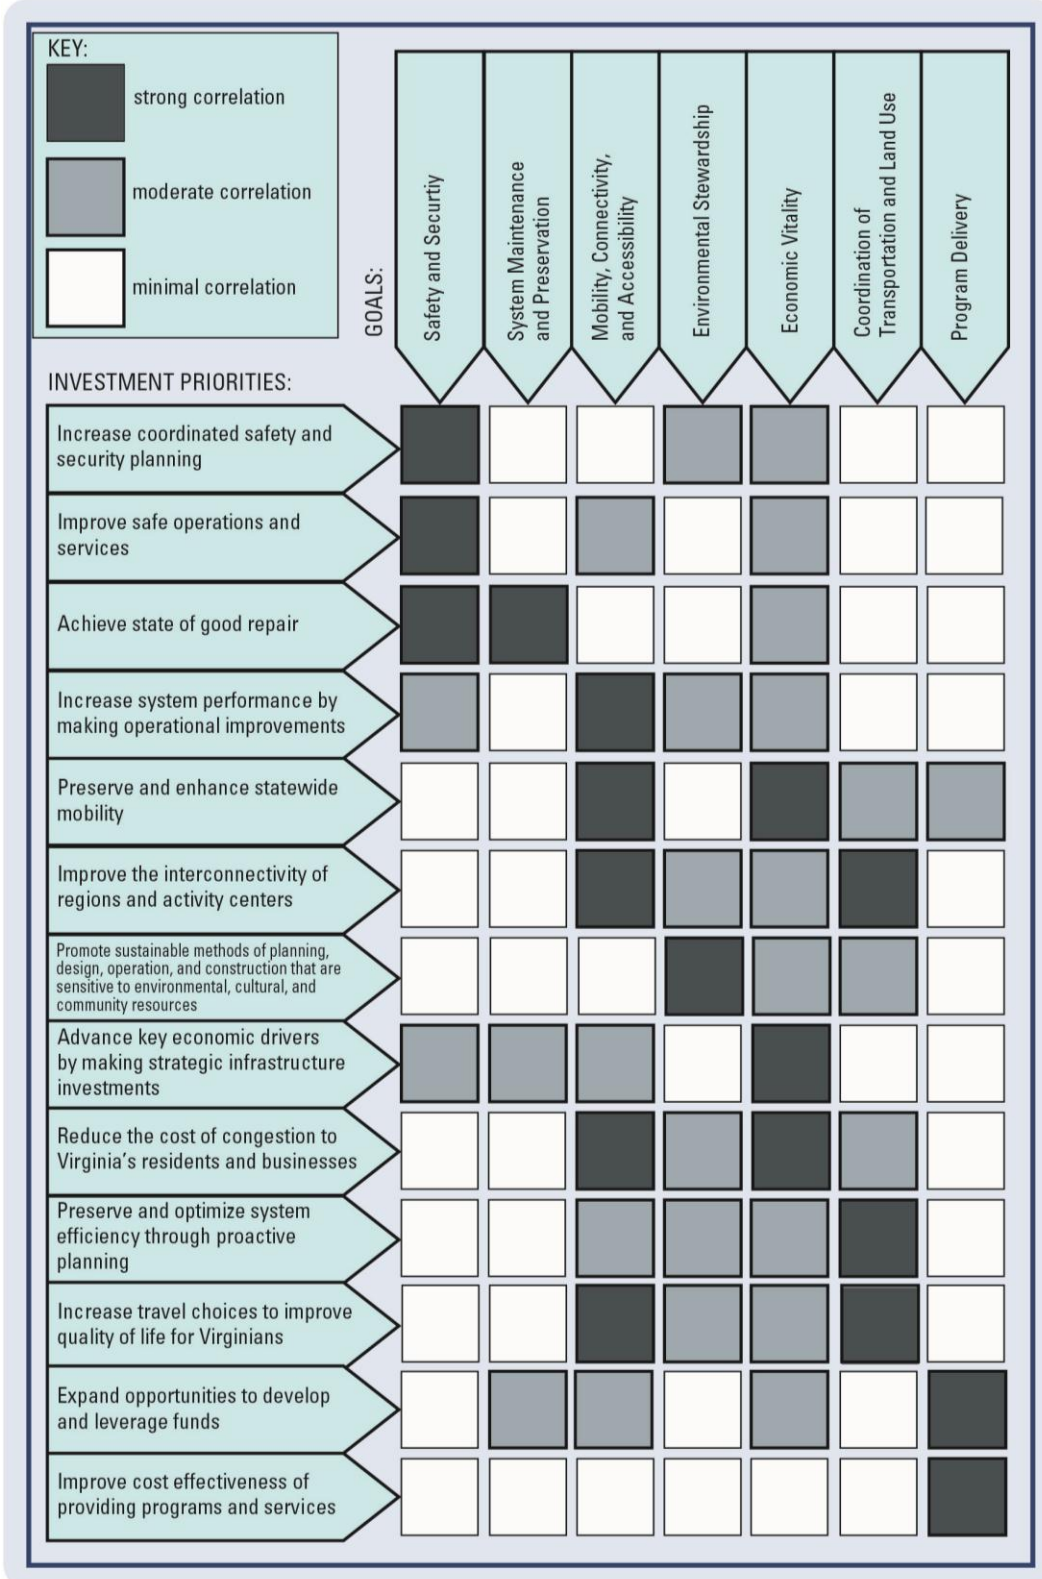 KEY:
strong correlation
moderate correlation
minimal correlation
GOALS:
Safety and Securtiy
System Maintenance
and Preservation
Mobility, Connectivity,
and Accessibility
Environmental Stewardship
Economic Vitality
Coordination of
Transportation and Land Use
Program Delivery
INVESTMENT PRIORITIES:
Increase coordinated safety and
security planning
Improve safe operations and
services
Achieve state of good repair
Increase system performance by
making operational improvements
Preserve and enhance statewide
mobility
Improve the interconnectivity of
regions and activity centers
Promote sustainable methods of planning,
design, operation, and construction that are
sensitive to environmental, cultural, and
community resources
Advance key economic drivers
by making strategic infrastructure
investments
Reduce the cost of congestion to
Virginia's residents and businesses
Preserve and optimize system
efficiency through proactive
planning
Increase travel choices to improve
quality of life for Virginians
Expand opportunities to develop
and leverage funds
Improve cost effectiveness of
providing programs and services